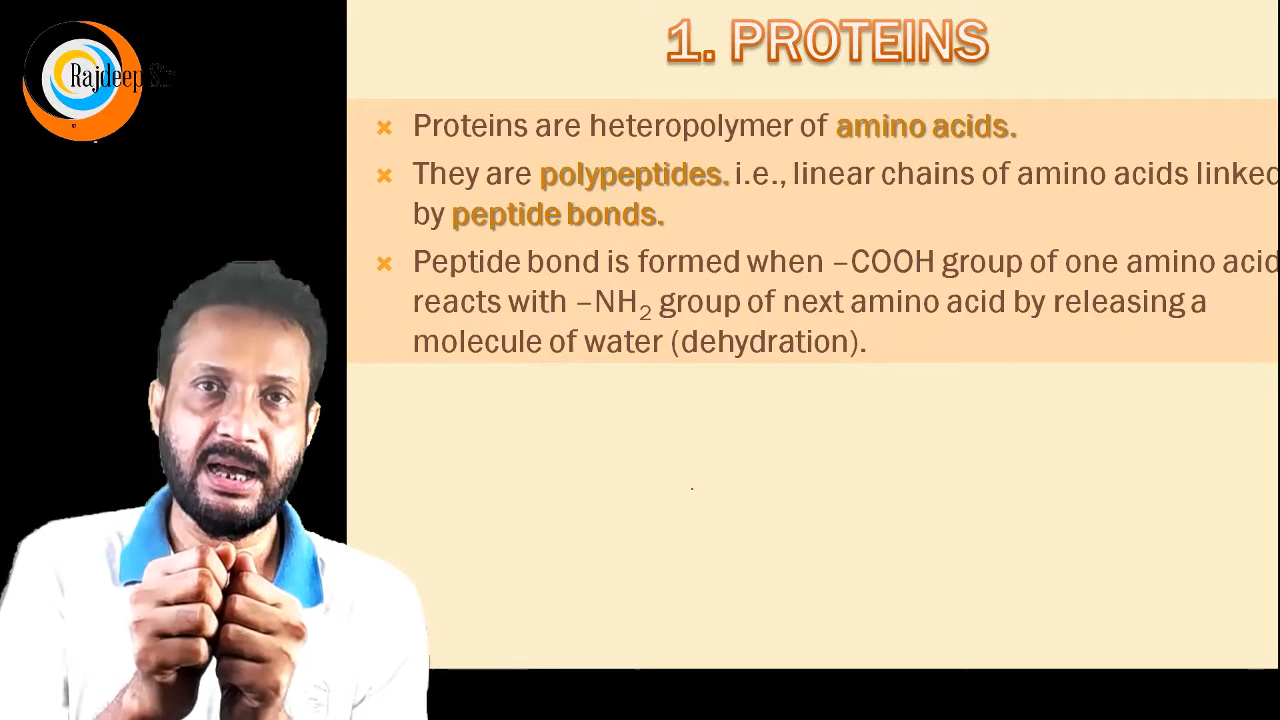 Rajdeep Sir
1. PROTEINS
Proteins are heteropolymer of amino acids.
They are polypeptides. i.e., linear chains of amino acids linked
by peptide bonds.
Peptide bond is formed when –COOH group of one amino acid
reacts with –NH₂ group of next amino acid by releasing a
molecule of water (dehydration).